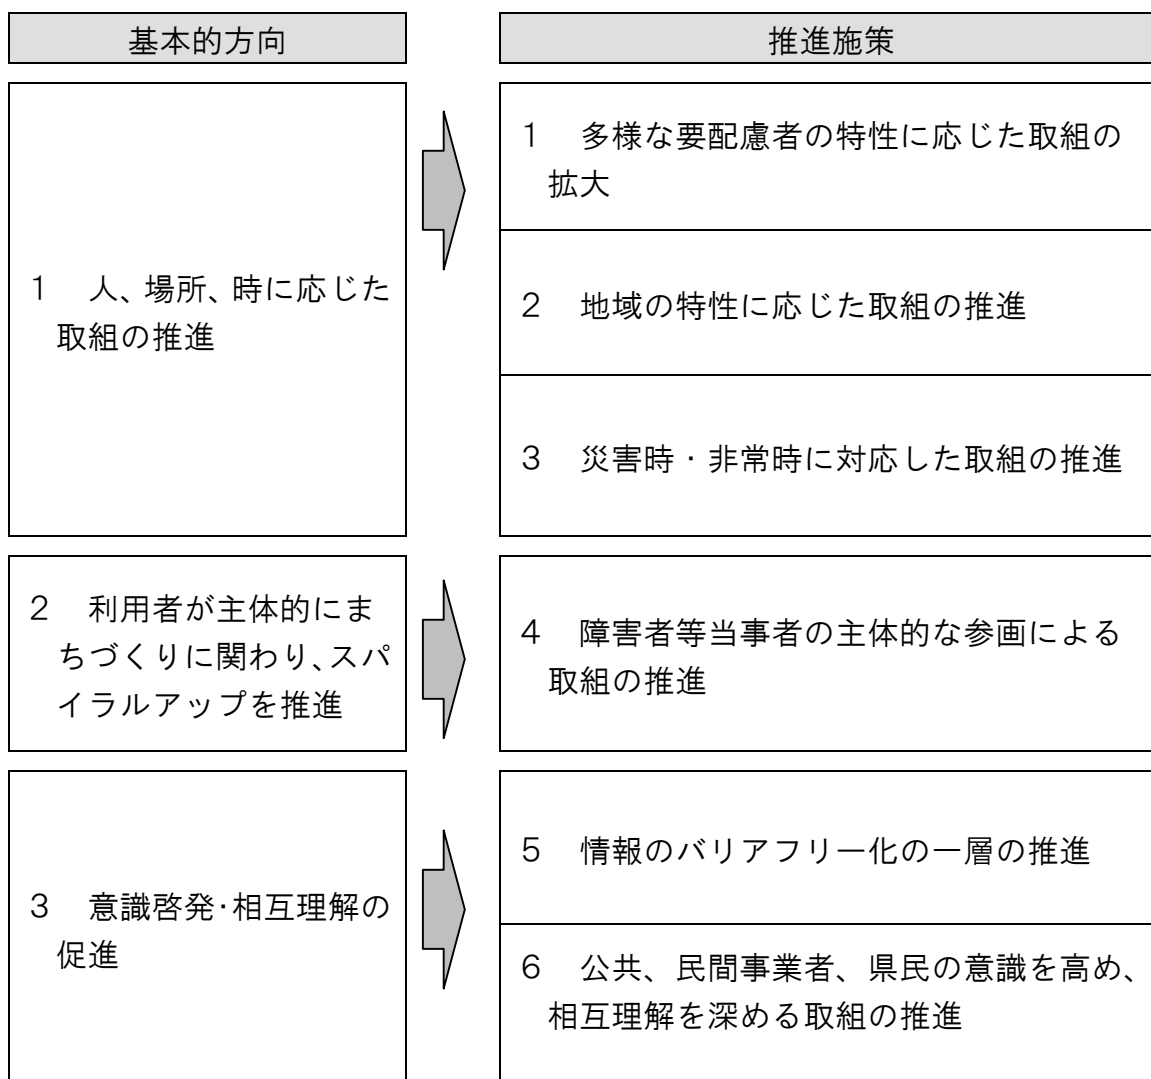 基本的方向
推進施策
1　人、場所、時に応じた
取組の推進
1　多様な要配慮者の特性に応じた取組の
拡大
2　地域の特性に応じた取組の推進
3　災害時・非常時に対応した取組の推進
2　利用者が主体的にま
ちづくりに関わり、スパ
イラルアップを推進
4　障害者等当事者の主体的な参画による
取組の推進
3　意識啓発・相互理解の
促進
5　情報のバリアフリー化の一層の推進
6　公共、民間事業者、県民の意識を高め、
相互理解を深める取組の推進